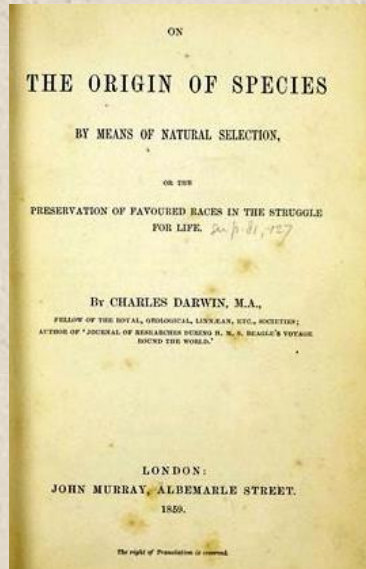 ON
THE ORIGIN OF SPECIES
BY MEANS OF NATURAL SELECTION,
OR THE
PRESERVATION OF FAVOURED RACES IN THE STRUGGLE
FOR LIFE.
BY CHARLES DARWIN, M.A.,
FELLOW OF THE ROYAL, GEOLOGICAL, LINNÆAN, ETC., SOCIETIES;
AUTHOR OF 'JOURNAL OF RESEARCHES DURING H. M. S. BEAGLE'S VOYAGE
ROUND THE WORLD.'
LONDON:
JOHN MURRAY, ALBEMARLE STREET.
1859.
The right of Translation is reserved.